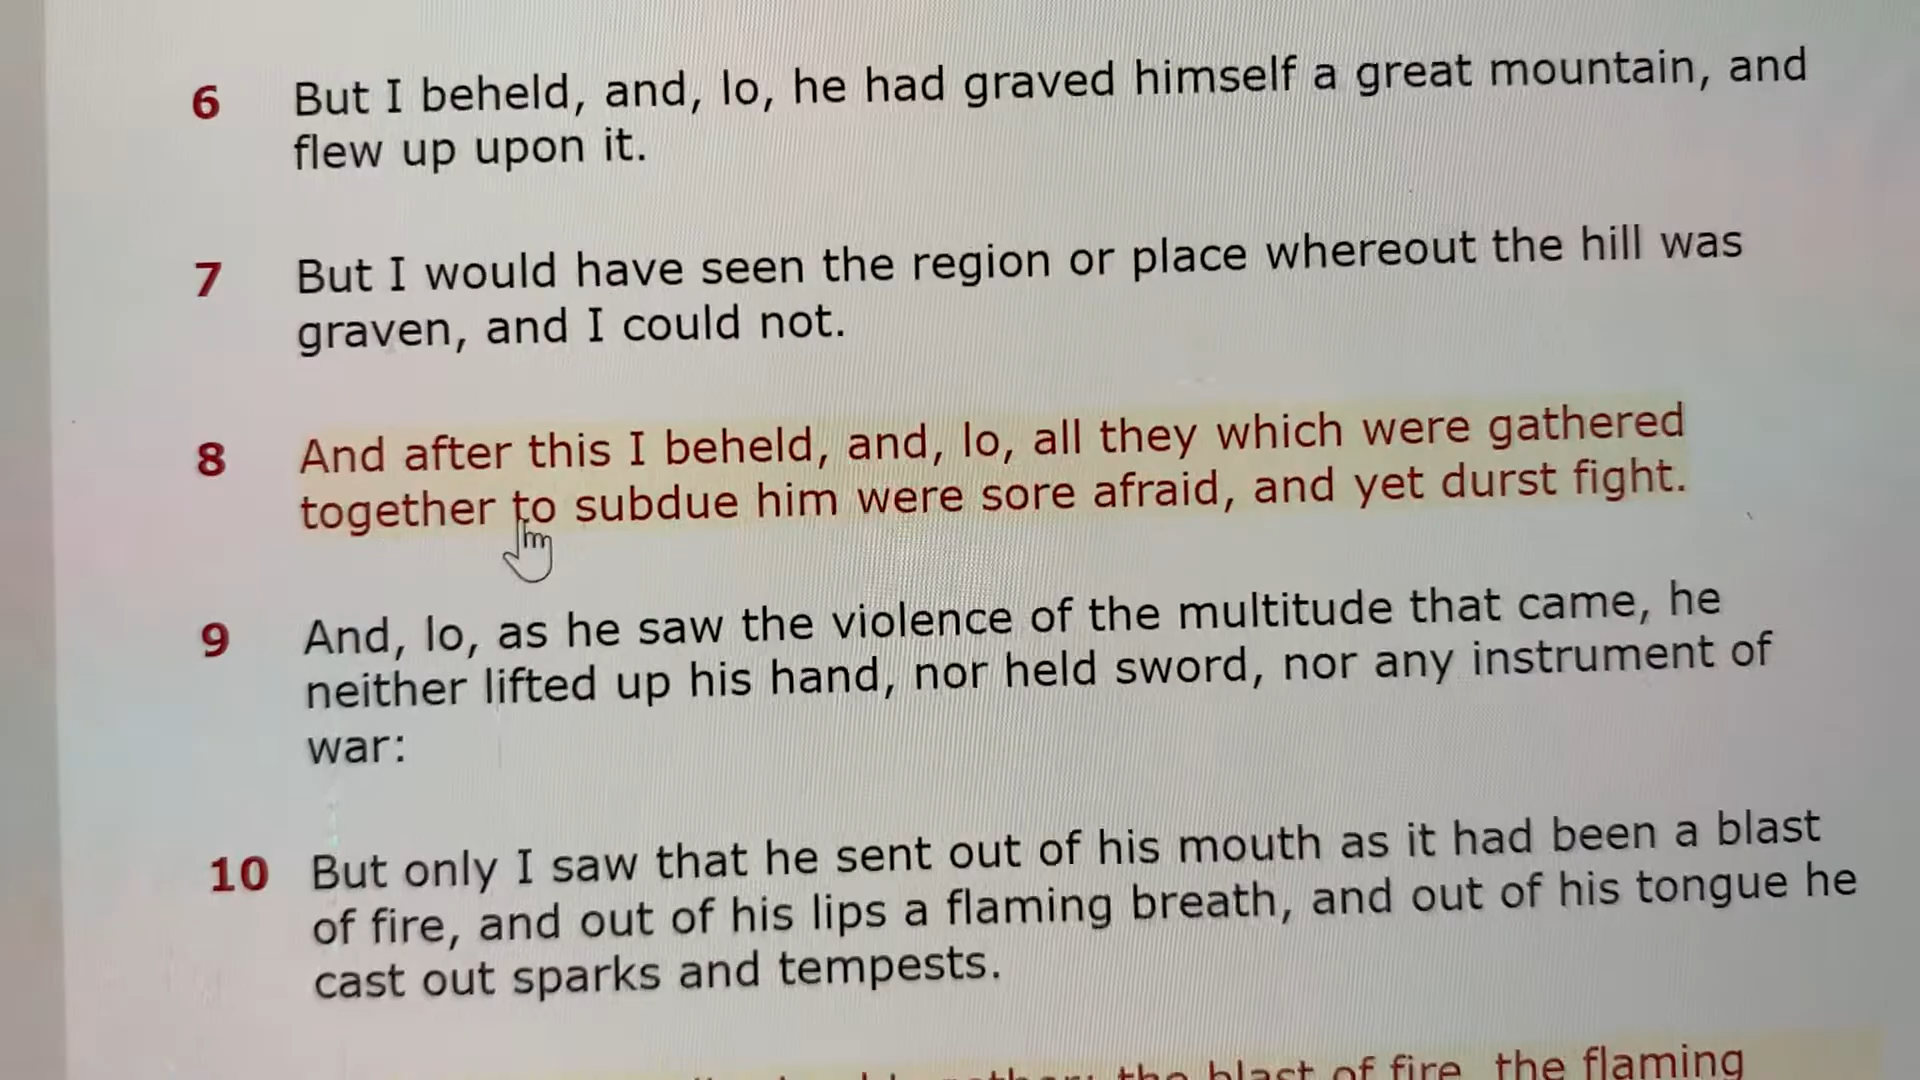 6 But I beheld, and, lo, he had graved himself a great mountain, and
flew up upon it.
7 But I would have seen the region or place whereout the hill was
graven, and I could not.
8 And after this I beheld, and, lo, all they which were gathered
together to subdue him were sore afraid, and yet durst fight.
9 And, lo, as he saw the violence of the multitude that came, he
neither lifted up his hand, nor held sword, nor any instrument of
war:
10 But only I saw that he sent out of his mouth as it had been a blast
of fire, and out of his lips a flaming breath, and out of his tongue he
cast out sparks and tempests.
the blast of fire, the flaming